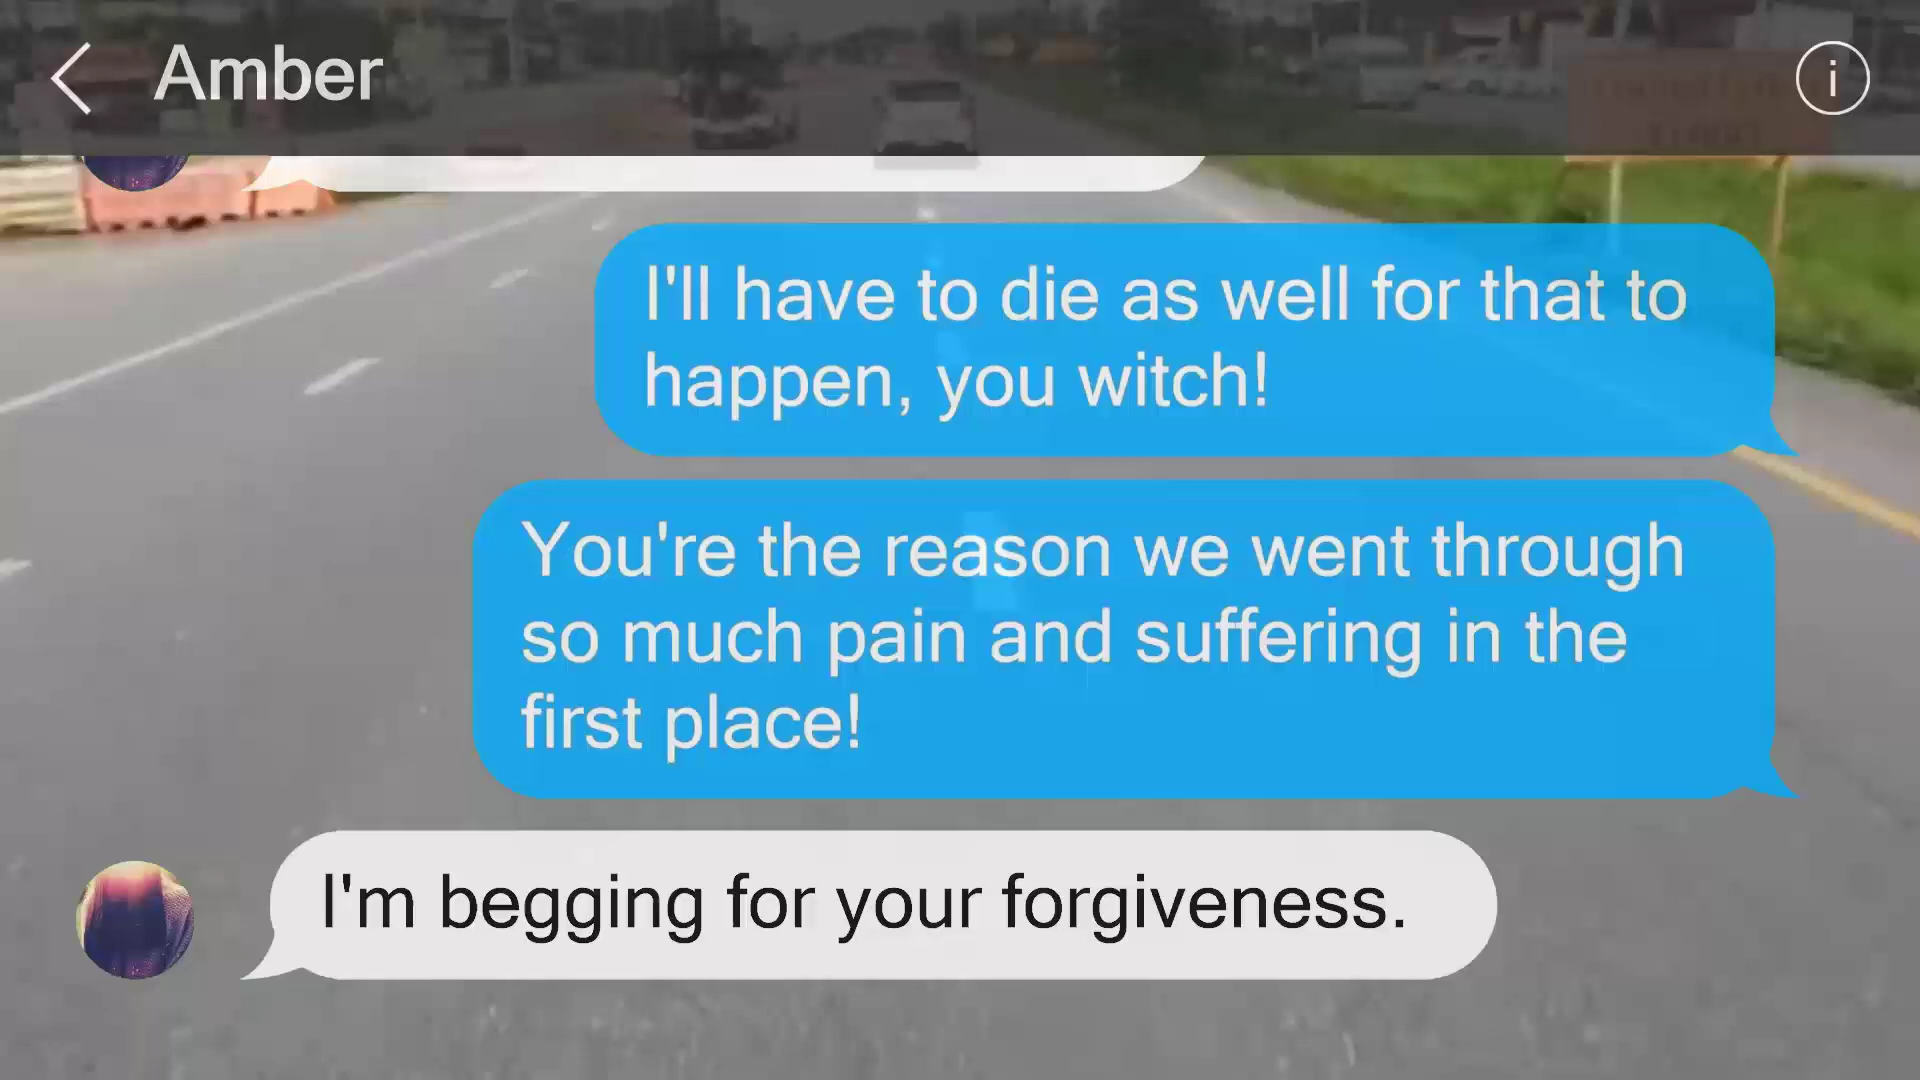 Amber
I'll have to die as well for that to
happen, you witch!
You're the reason we went through
so much pain and suffering in the
first place!
I'm begging for your forgiveness.